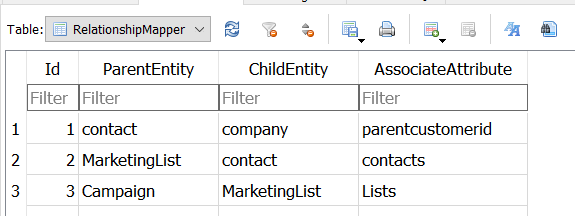 Table: RelationshipMapper
Id ParentEntity ChildEntity AssociateAttribute
Filter Filter Filter Filter
1 1 contact company parentcustomerid
2 2 MarketingList contact contacts
3 3 Campaign MarketingList Lists